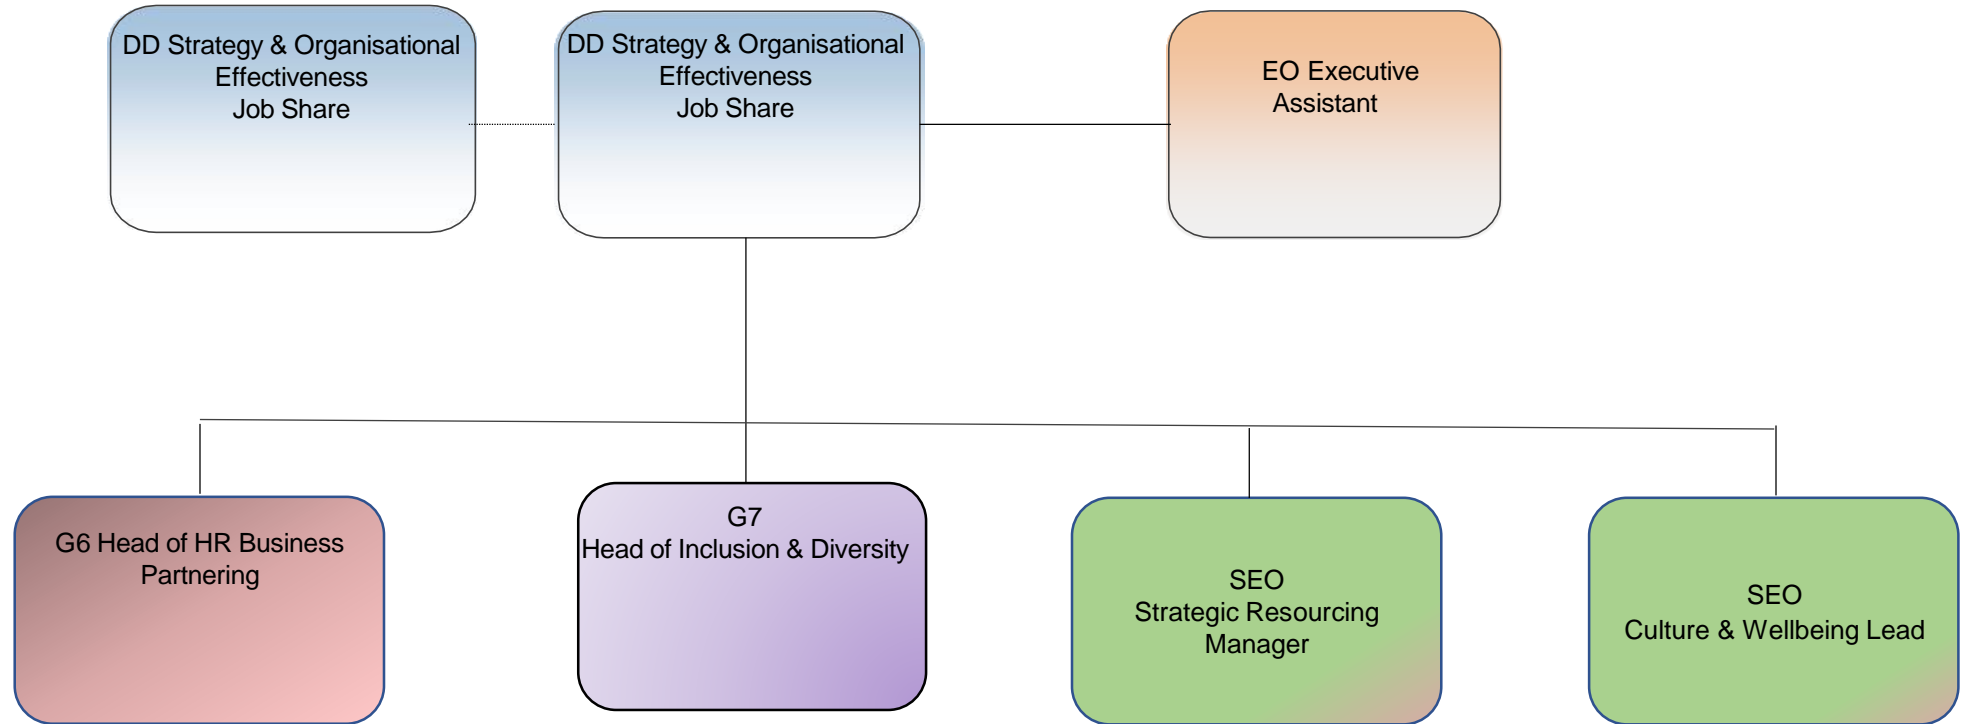 DD Strategy & Organisational
Effectiveness
Job Share
DD Strategy & Organisational
Effectiveness
Job Share
EO Executive
Assistant
G6 Head of HR Business
Partnering
G7
Head of Inclusion & Diversity
SEO
Strategic Resourcing
Manager
SEO
Culture & Wellbeing Lead